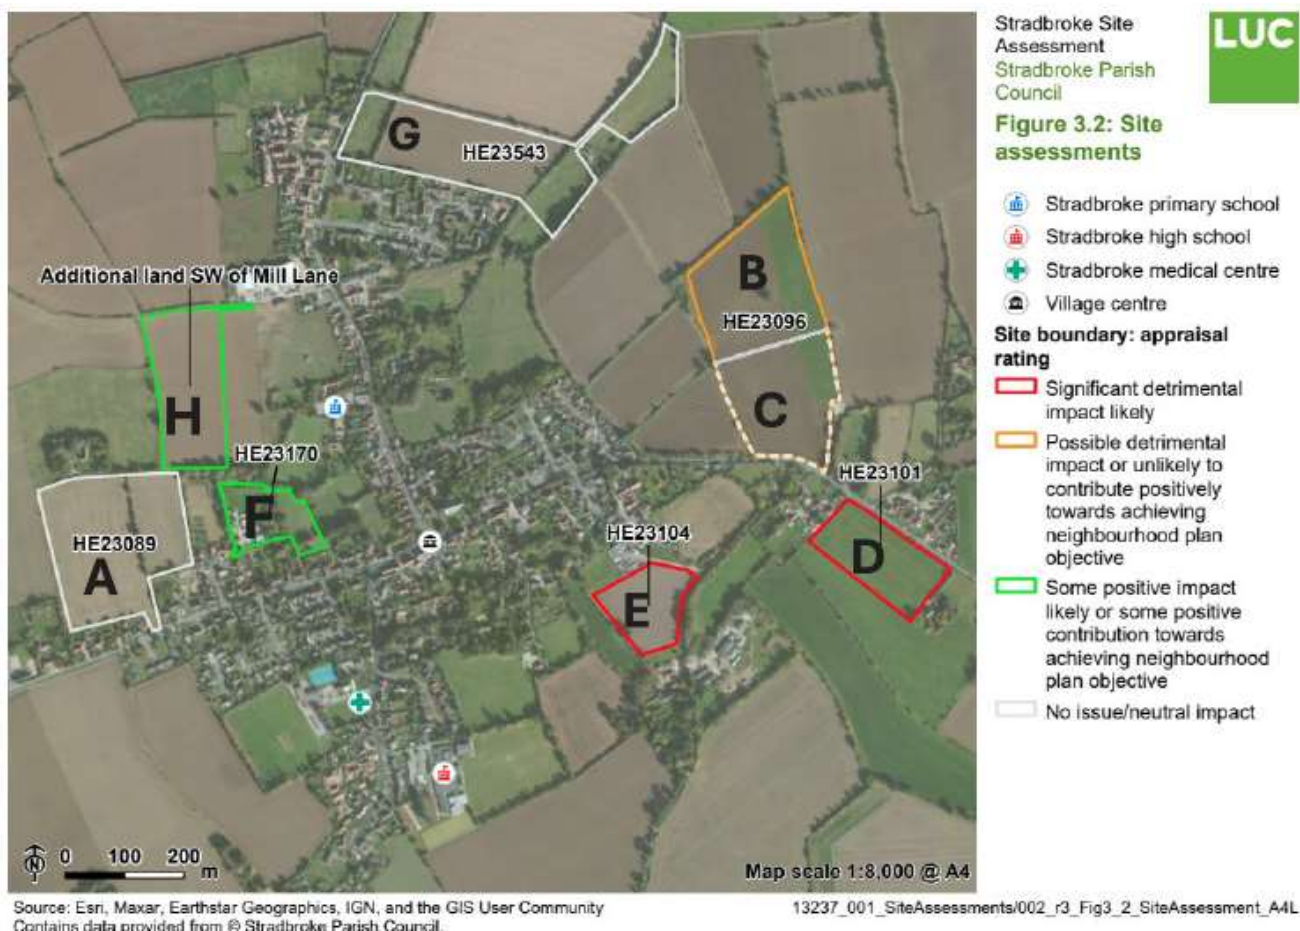 Stradbroke Site
Assessment
Stradbroke Parish
Council
LUC
Figure 3.2: Site
assessments
Stradbroke primary school
Stradbroke high school
Stradbroke medical centre
Village centre
Site boundary: appraisal
rating
Significant detrimental
impact likely
Possible detrimental
impact or unlikely to
contribute positively
towards achieving
neighbourhood plan
objective
Some positive impact
likely or some positive
contribution towards
achieving neighbourhood
plan objective
No issue/neutral impact
G
HE23543
Additional land SW of Mill Lane
B
HE23096
C
H
HE23170
F
HE23101
D
HE23089
A
HE23104
E
N
0 100 200
m
Map scale 1:8,000 @ A4
Source: Esri, Maxar, Earthstar Geographics, IGN, and the GIS User Community
Contains data provided from © Stradbroke Parish Council.
13237_001_SiteAssessments/002_r3_Fig3_2_SiteAssessment_A4L